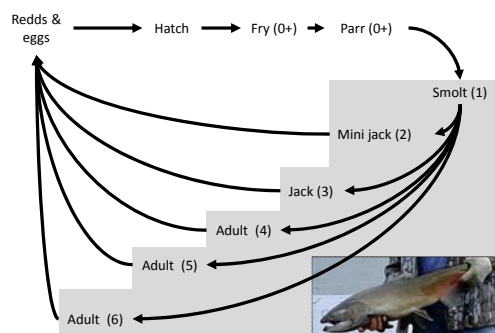 Redds &
eggs
Hatch
Fry (0+)
Parr (0+)
Smolt (1)
Mini jack (2)
Jack (3)
Adult (4)
Adult (5)
Adult (6)